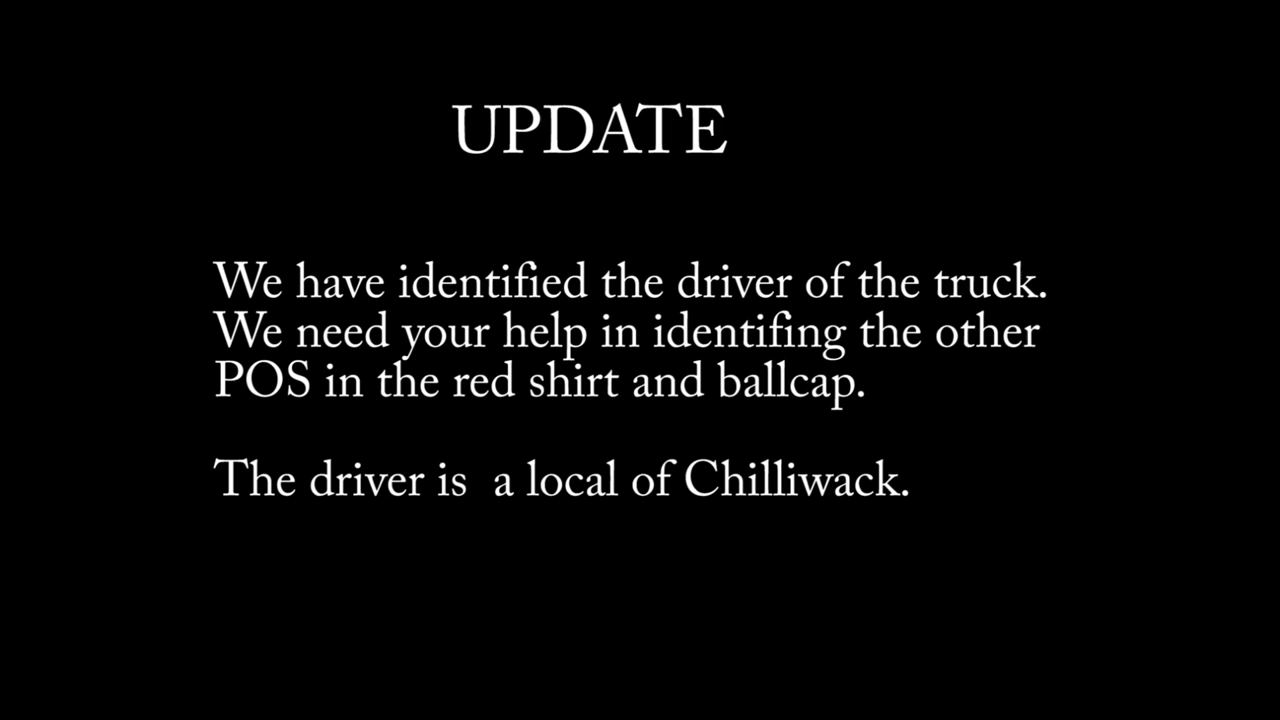 UPDATE
We have identified the driver of the truck.
We need your help in identifing the other
POS in the red shirt and ballcap.
The driver is  a local of Chilliwack.